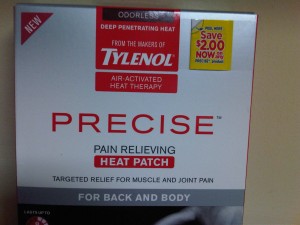 ODORLESS
NEW
DEEP PENETRATING HEAT
FROM THE MAKERS OF
TYLENOL
AIR-ACTIVATED
HEAT THERAPY
Save
$2.00
NOW
PRECISE™
PAIN RELIEVING
HEAT PATCH
TARGETED RELIEF FOR MUSCLE AND JOINT PAIN
FOR BACK AND BODY